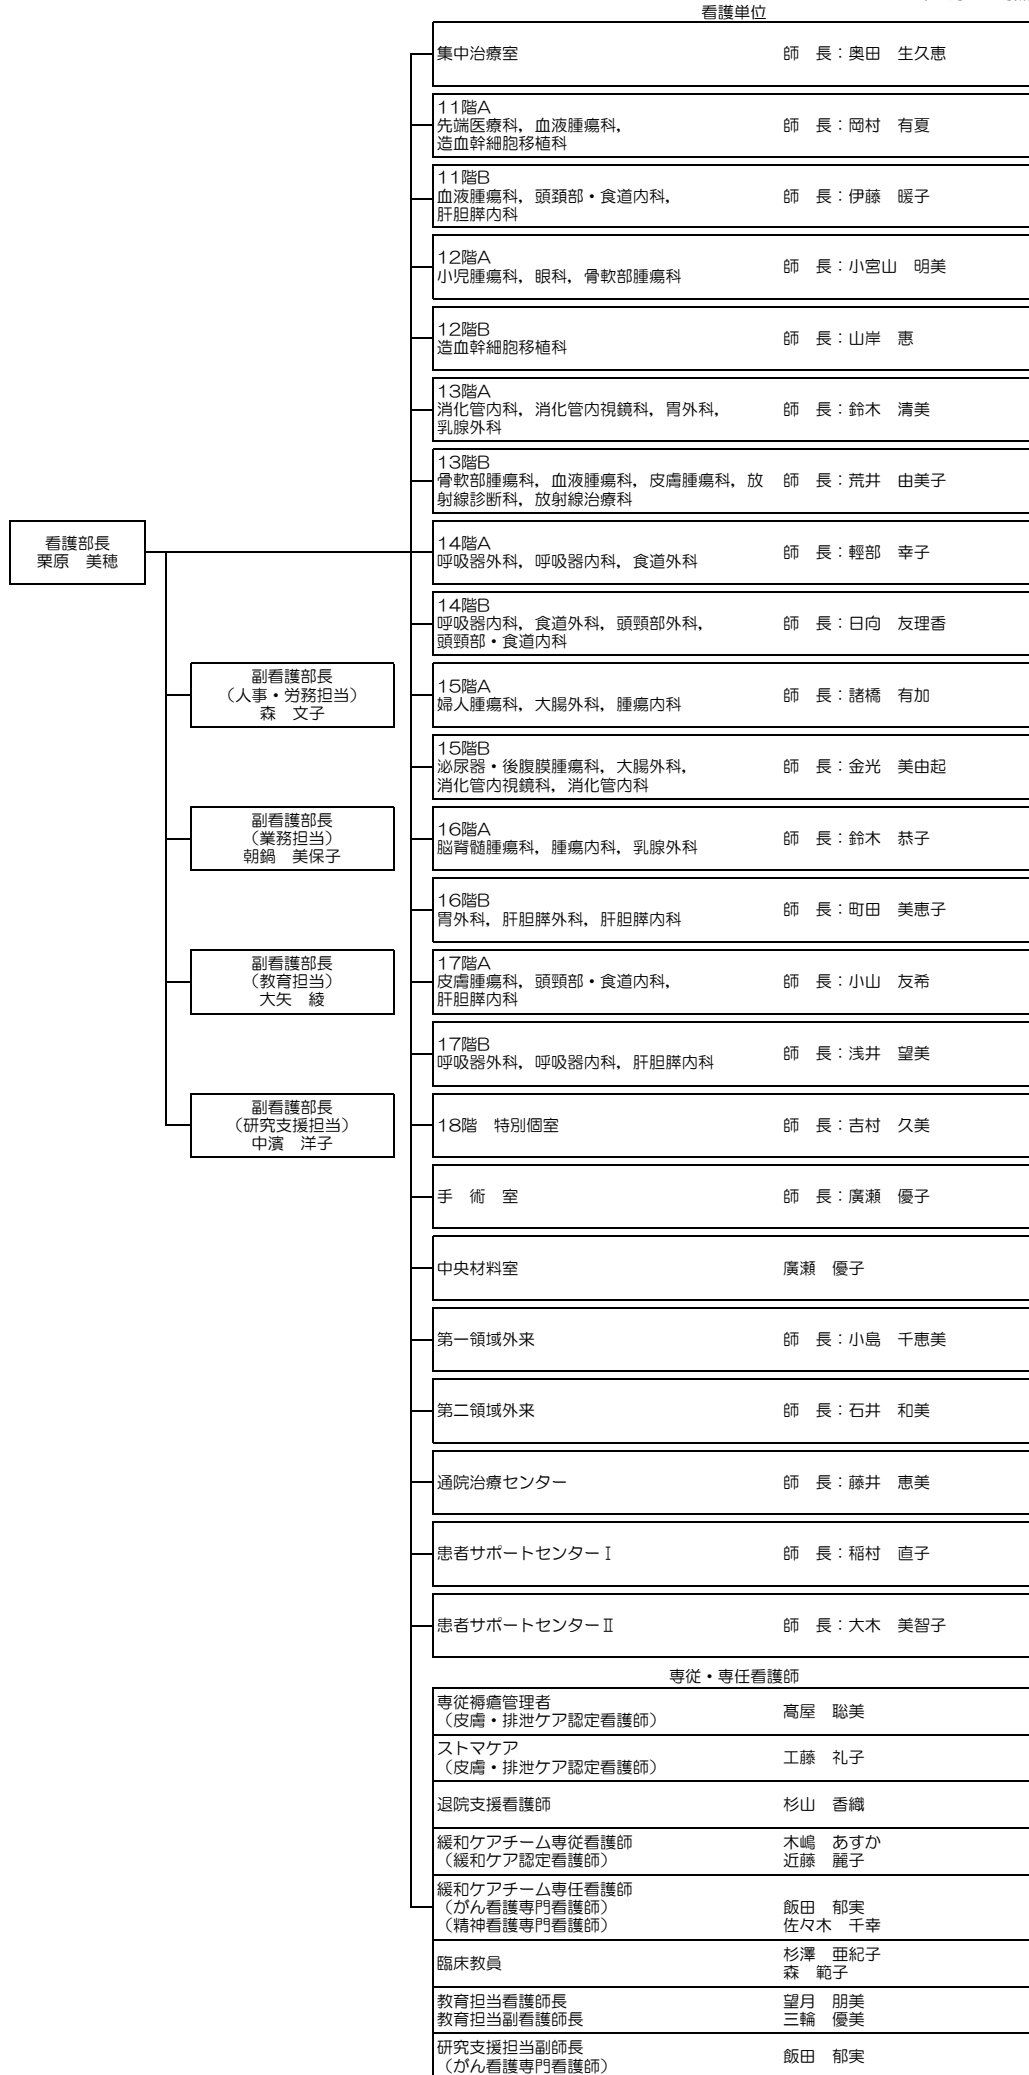 看護単位
集中治療室 師 長：奥田 生久恵
11階A
先端医療科，血液腫瘍科， 師 長：岡村 有夏
造血幹細胞移植科
11階B
血液腫瘍科，頭頚部・食道内科， 師 長：伊藤 暖子
肝胆膵内科
12階A
小児腫瘍科，眼科，骨軟部腫瘍科 師 長：小宮山 明美
12階B
造血幹細胞移植科 師 長：山岸 惠
13階A
消化管内科，消化管内視鏡科，胃外科， 師 長：鈴木 清美
乳腺外科
13階B
骨軟部腫瘍科，血液腫瘍科，皮膚腫瘍科，放 師 長：荒井 由美子
射線診断科，放射線治療科
看護部長
栗原 美穂
14階A
呼吸器外科，呼吸器内科，食道外科 師 長：輕部 幸子
14階B
呼吸器内科，食道外科，頭頸部外科， 師 長：日向 友理香
頭頸部・食道内科
副看護部長
（人事・労務担当）
森 文子
15階A
婦人腫瘍科，大腸外科，腫瘍内科 師 長：諸橋 有加
15階B
泌尿器・後腹膜腫瘍科，大腸外科， 師 長：金光 美由起
消化管内視鏡科，消化管内科
副看護部長
（業務担当）
朝鍋 美保子
16階A
脳脊髄腫瘍科，腫瘍内科，乳腺外科 師 長：鈴木 恭子
16階B
胃外科，肝胆膵外科，肝胆膵内科 師 長：町田 美恵子
副看護部長
（教育担当）
大矢 綾
17階A
皮膚腫瘍科，頭頸部・食道内科， 師 長：小山 友希
肝胆膵内科
17階B
呼吸器外科，呼吸器内科，肝胆膵内科 師 長：浅井 望美
副看護部長
（研究支援担当）
中濱 洋子
18階 特別個室 師 長：吉村 久美
手 術 室 師 長：廣瀬 優子
中央材料室 廣瀬 優子
第一領域外来 師 長：小島 千恵美
第二領域外来 師 長：石井 和美
通院治療センター 師 長：藤井 恵美
患者サポートセンターⅠ 師 長：稲村 直子
患者サポートセンターⅡ 師 長：大木 美智子
専従・専任看護師
専従褥瘡管理者
（皮膚・排泄ケア認定看護師） 髙屋 聡美
ストマケア
（皮膚・排泄ケア認定看護師） 工藤 礼子
退院支援看護師 杉山 香織
緩和ケアチーム専従看護師 木嶋 あすか
（緩和ケア認定看護師） 近藤 麗子
緩和ケアチーム専任看護師
（がん看護専門看護師） 飯田 郁実
（精神看護専門看護師） 佐々木 千幸
臨床教員 杉澤 亜紀子
森 範子
教育担当看護師長 望月 朋美
教育担当副看護師長 三輪 優美
研究支援担当副師長
（がん看護専門看護師） 飯田 郁実